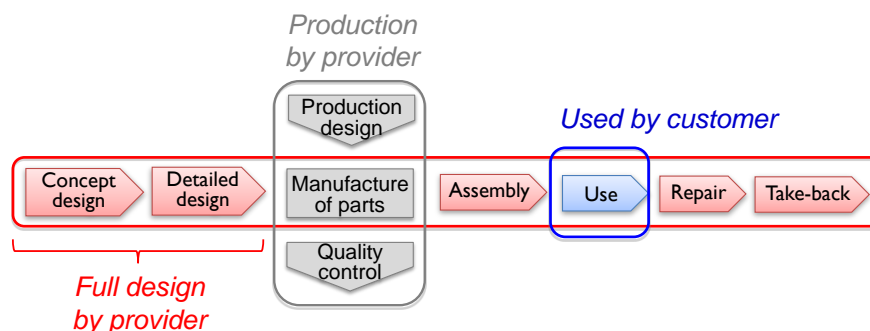 Production
by provider
Production
design
Used by customer
Concept
design
Detailed
design
Manufacture
of parts
Assembly
Use
Repair
Take-back
Quality
control
Full design
by provider